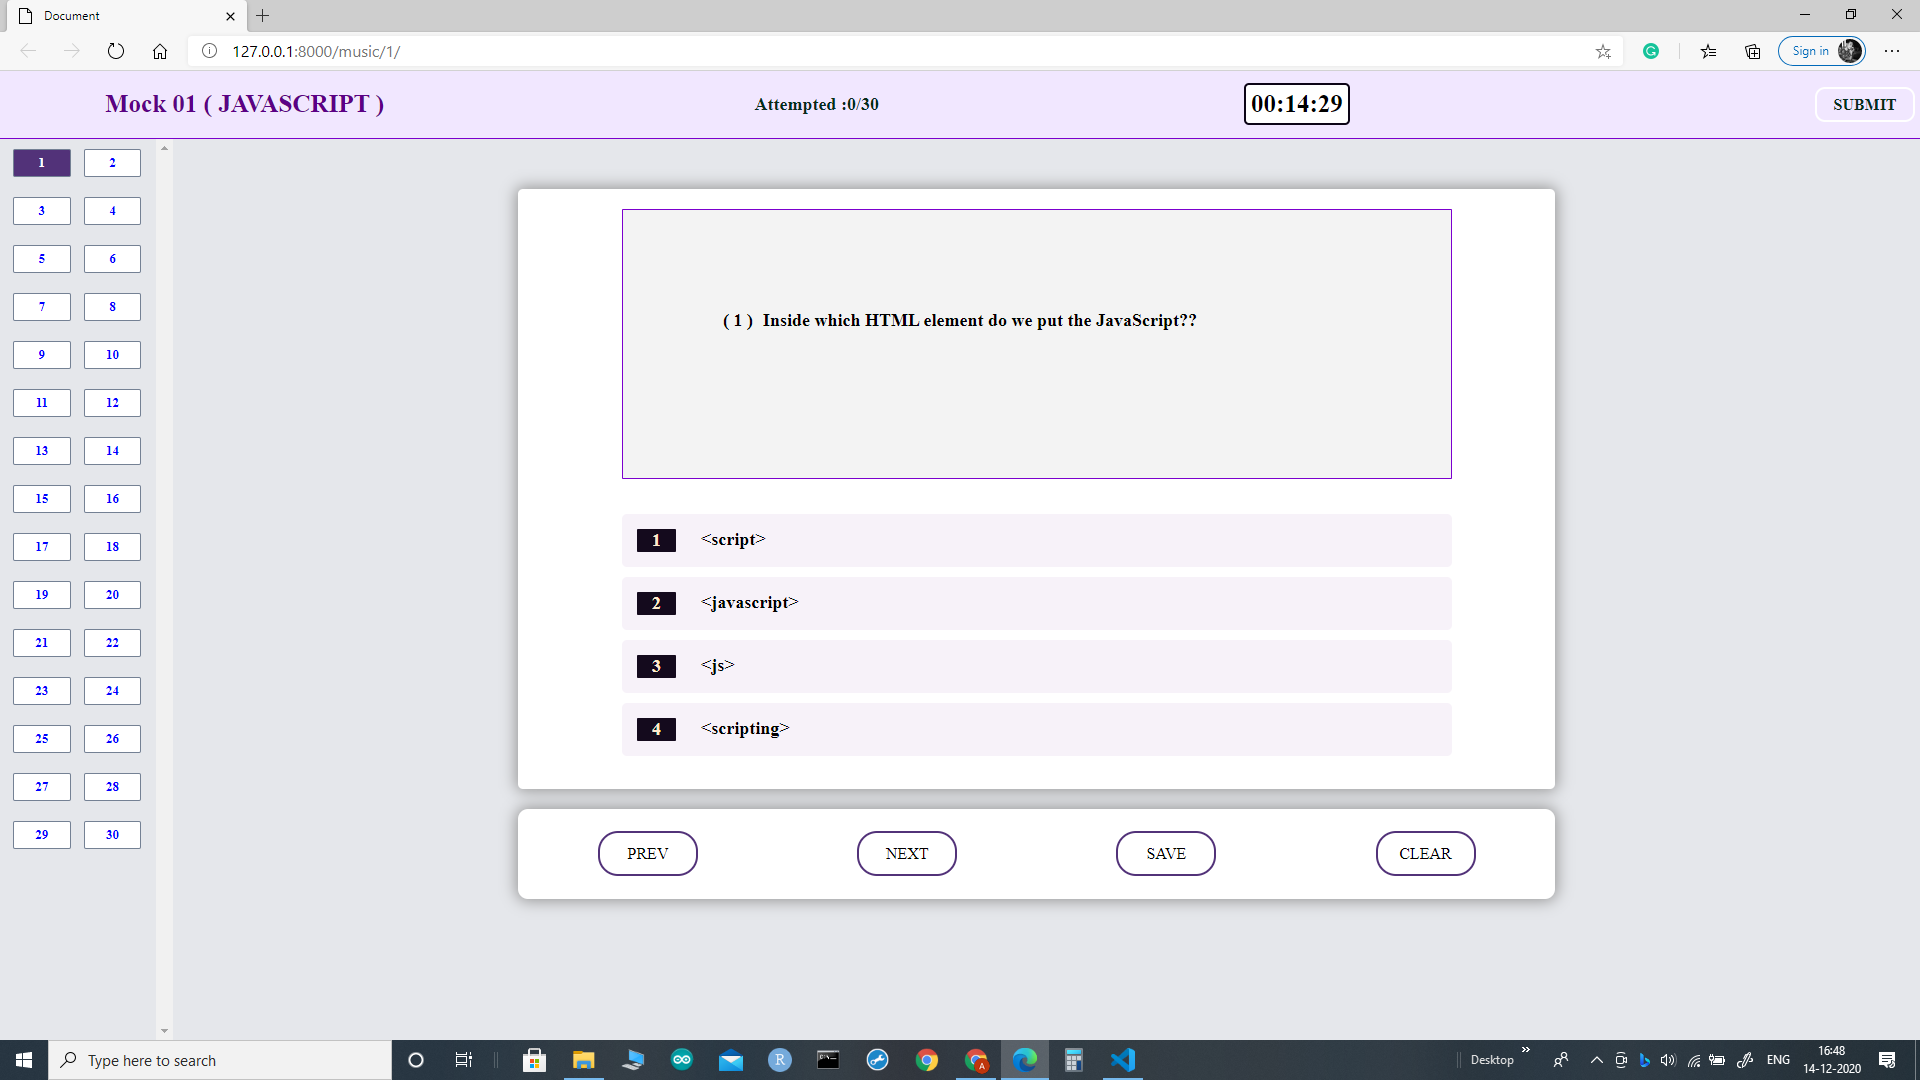 Document
127.0.0.1:8000/music/1/
Sign in
Mock 01 ( JAVASCRIPT )
Attempted :0/30
00:14:29
SUBMIT
1 2
3 4
5 6
7 8
9 10
11 12
13 14
15 16
17 18
19 20
21 22
23 24
25 26
27 28
29 30
( 1 ) Inside which HTML element do we put the JavaScript??
1 <script>
2 <javascript>
3 <js>
4 <scripting>
PREV NEXT SAVE CLEAR
Type here to search
R
A
Desktop
ENG
16:48
14-12-2020